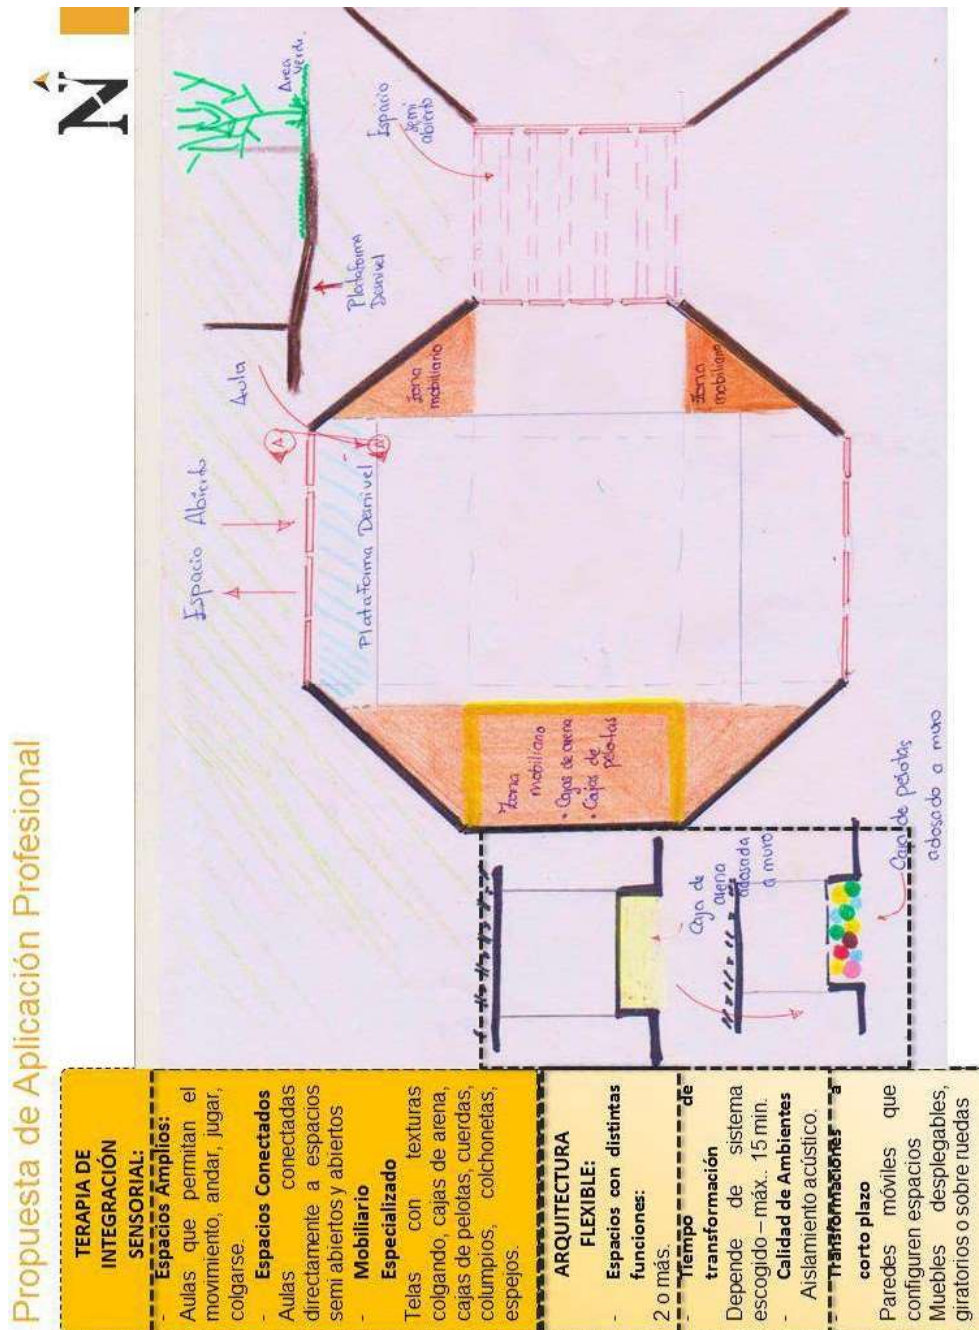 Propuesta de Aplicación Profesional
N
TERAPIA DE
INTEGRACIÓN
SENSORIAL:
- Espacios Amplios:
Aulas que permitan el
movimiento, andar, jugar,
colgarse.
- Espacios Conectados
Aulas conectadas
directamente a espacios
semi abiertos y abiertos
- Mobiliario
Especializado
Telas con texturas
colgando, cajas de arena,
cajas de pelotas, cuerdas,
columpios, colchonetas,
espejos.
ARQUITECTURA
FLEXIBLE:
- Espacios con distintas
funciones:
2 o más.
- Tiempo de
transformación
Depende de sistema
escogido – máx.. 15 min.
- Calidad de Ambientes
Aislamiento acústico.
- Transformaciones a
corto plazo
Paredes móviles que
configuren espacios
Muebles desplegables,
giratorios o sobre ruedas
Espacio Abierto
Aula
Plataforma
Desnivel
Area
verde.
Espacio
semi
abierto
Plataforma Desnivel
A
A
Zona
mobiliario
Zona
mobiliario
Zona
mobiliario
• Cajas de arena
• Cajas de
pelotas
Caja de
arena
adosada
a muro
Caja de pelotas
adosado a muro